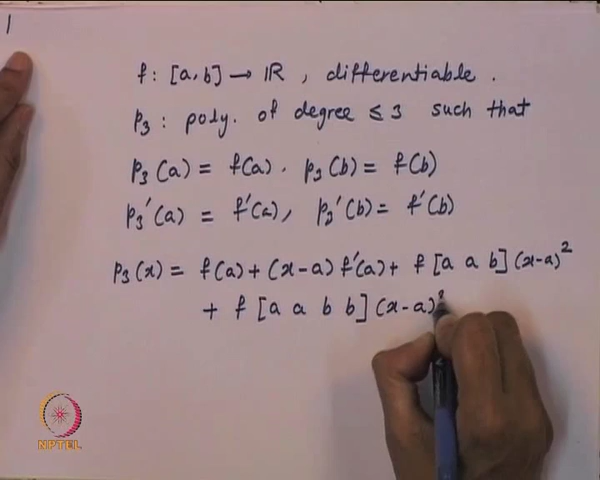 1
f : [a, b] → ℝ , differentiable .
p₃ : poly. of degree ≤ 3 such that
p₃(a) = f(a) . p₃(b) = f(b)
p₃'(a) = f'(a), p₃'(b) = f'(b)
p₃(x) = f(a) + (x-a) f'(a) + f [a a b] (x-a)²
+ f [a a b b] (x-a)²
NPTEL